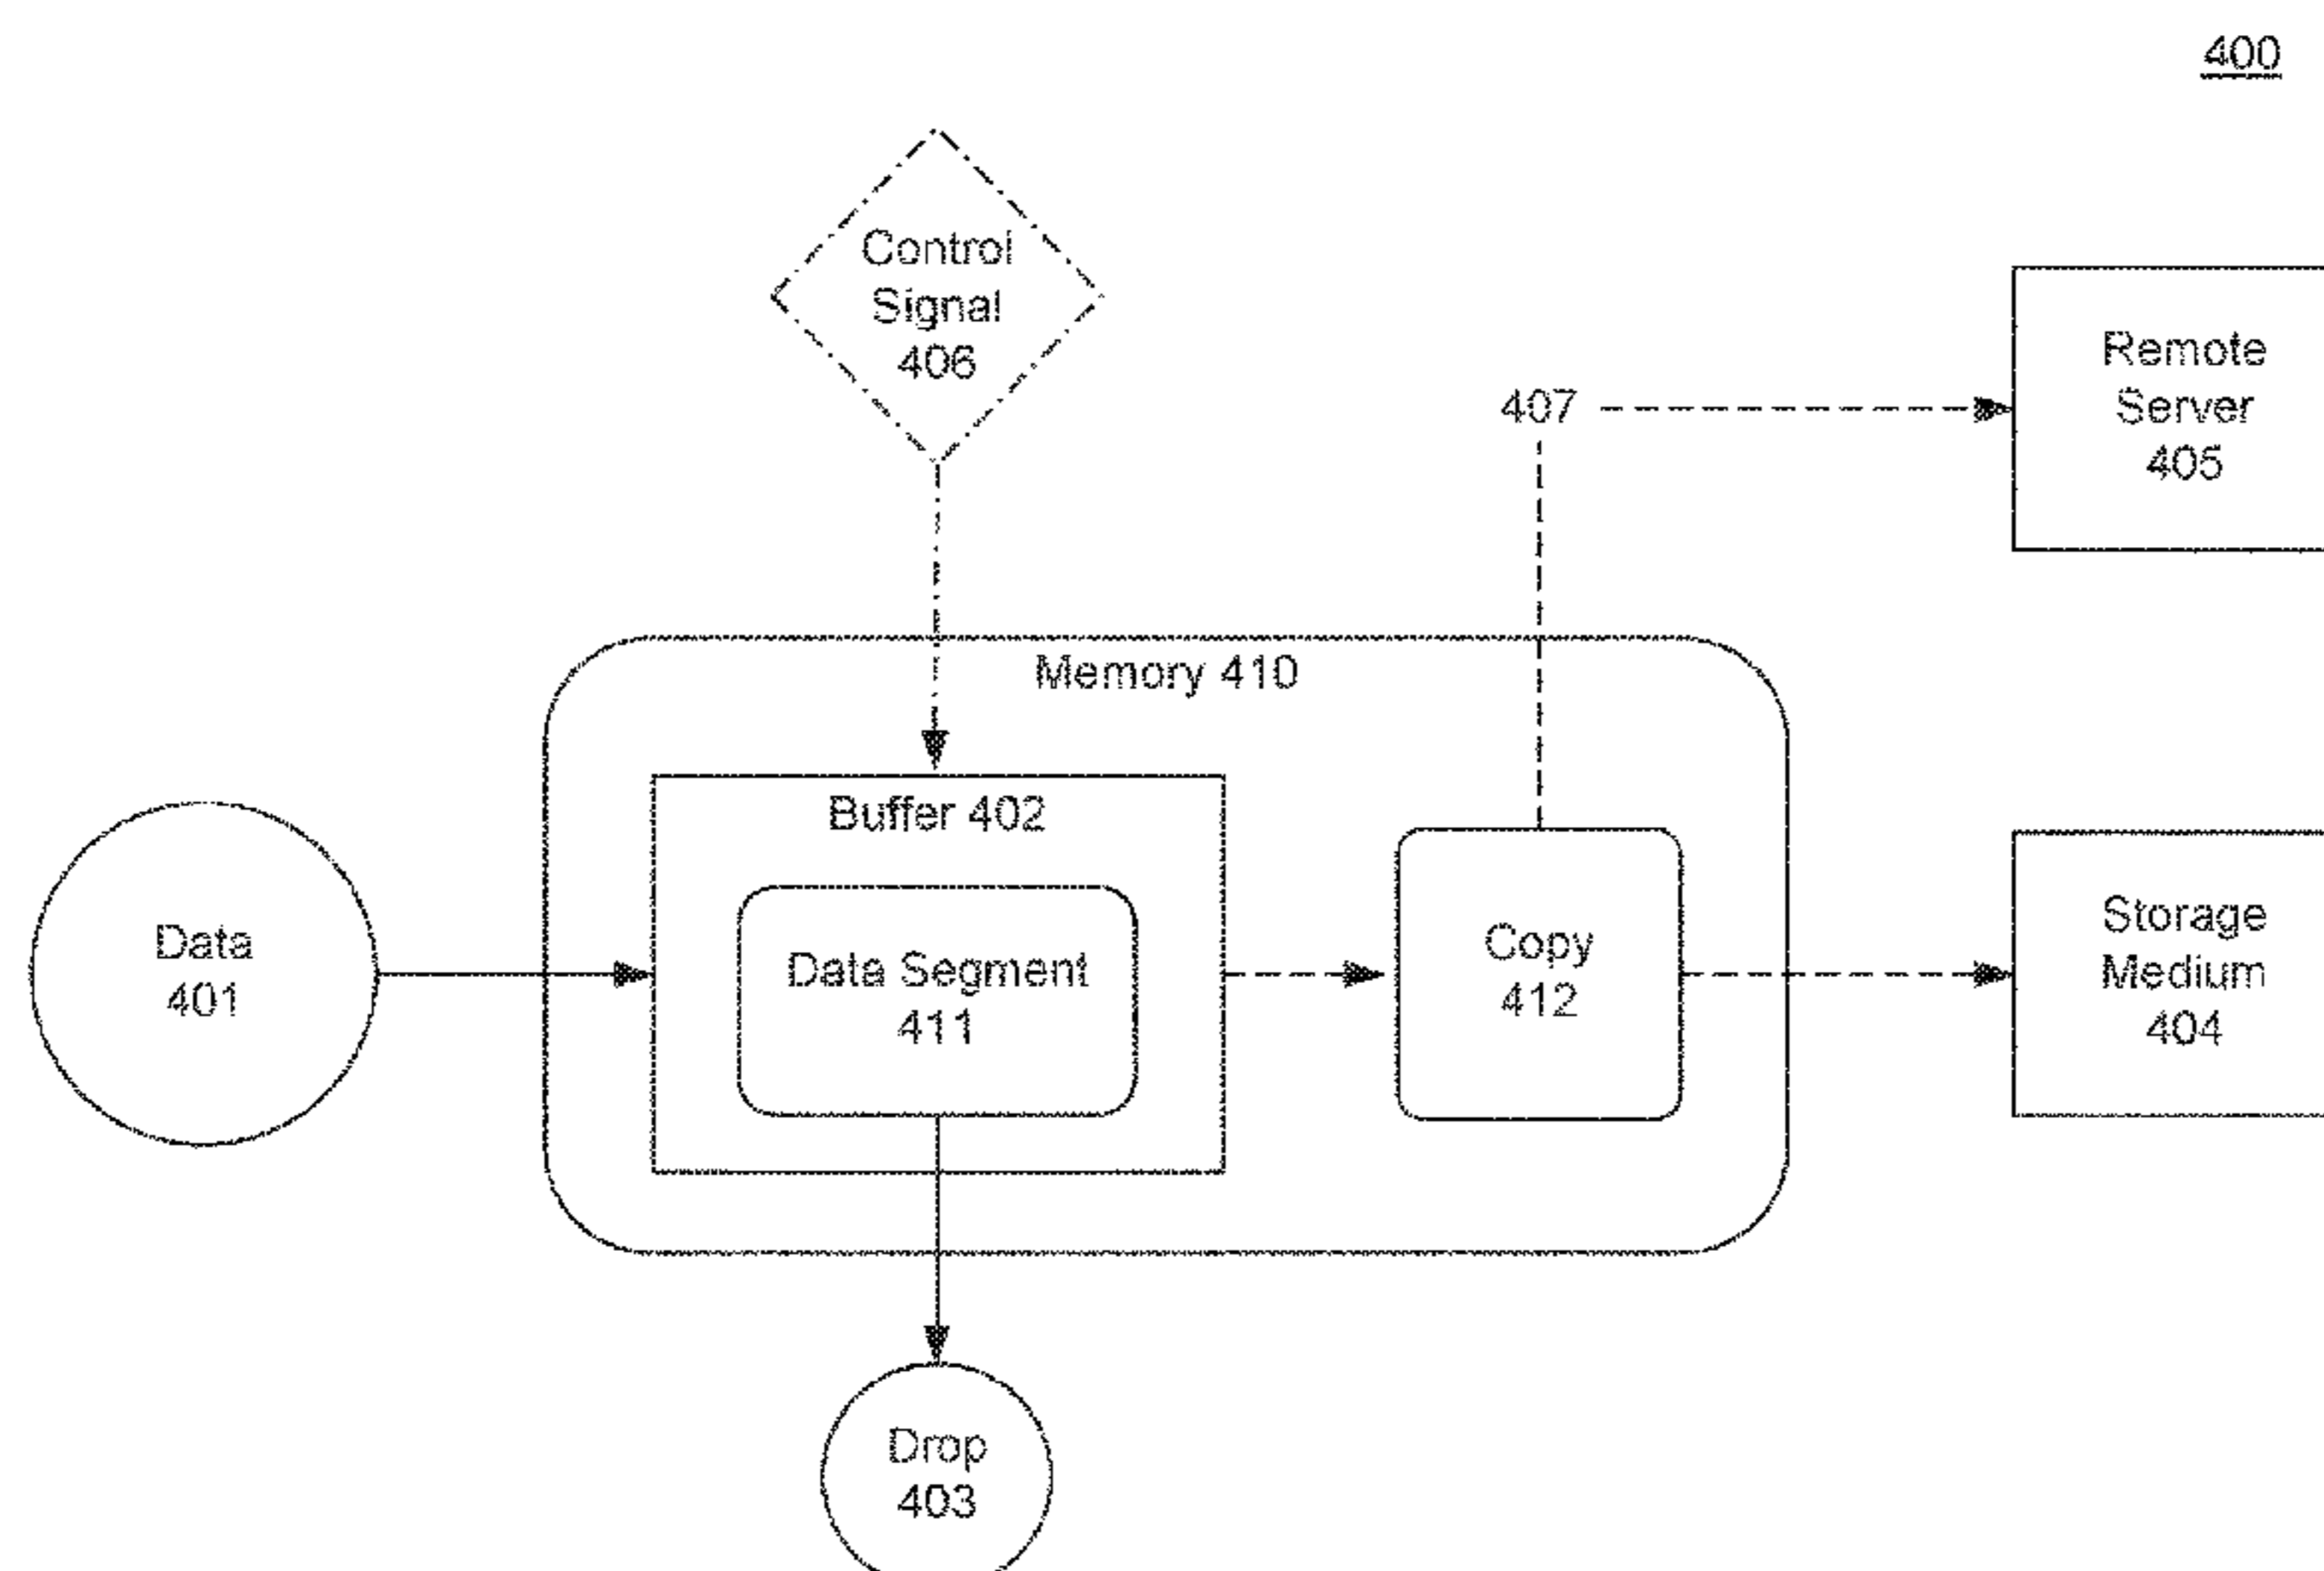 400
Control
Signal
406
Remote
Server
405
407
Memory 410
Buffer 402
Data
401
Data Segment
411
Copy
412
Storage
Medium
404
Drop
403